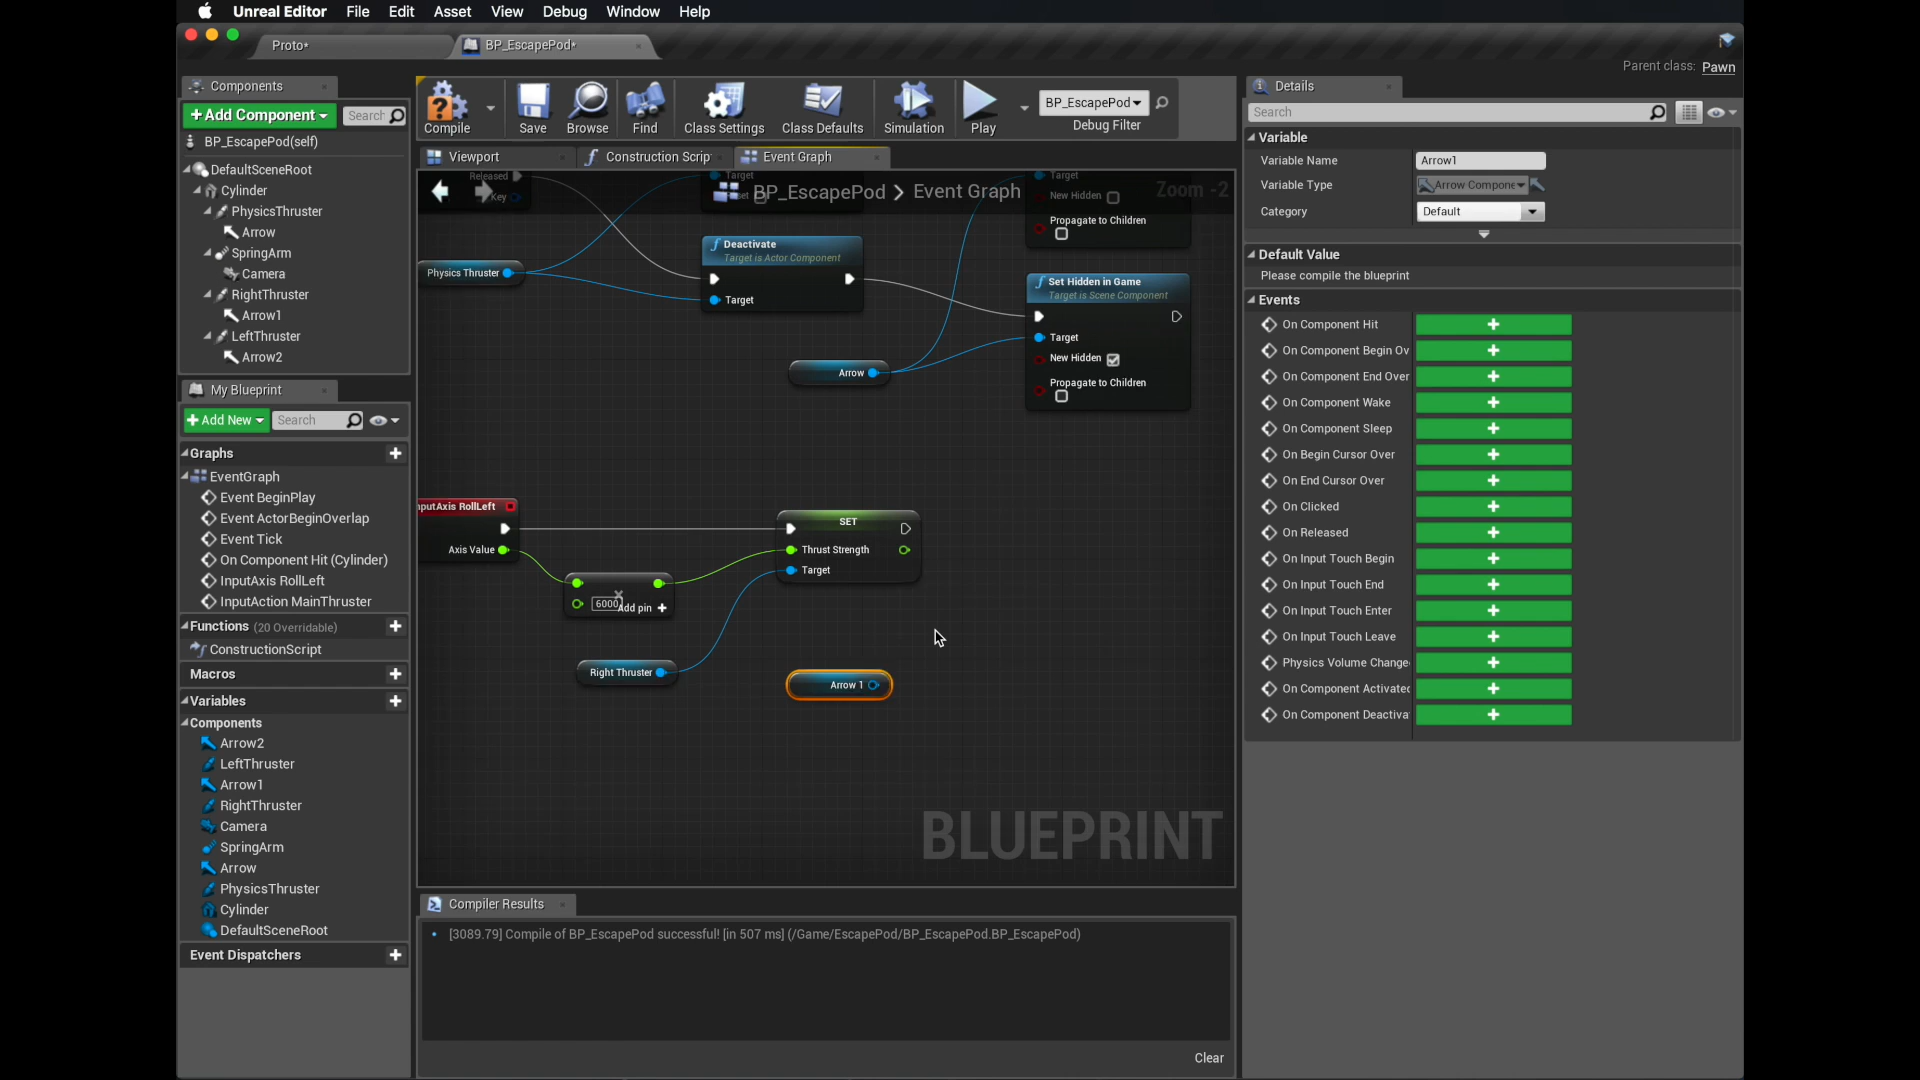 Unreal Editor File Edit Asset View Debug Window Help
Proto*
BP_EscapePod*
Parent class: Pawn
Components
+Add Component
Search
BP_EscapePod(self)
DefaultSceneRoot
Cylinder
PhysicsThruster
Arrow
SpringArm
Camera
RightThruster
Arrow1
LeftThruster
Arrow2
My Blueprint
+Add New
Search
Graphs
EventGraph
Event BeginPlay
Event ActorBeginOverlap
Event Tick
On Component Hit (Cylinder)
InputAxis RollLeft
InputAction MainThruster
Functions (20 Overridable)
ConstructionScript
Macros
Variables
Components
Arrow2
LeftThruster
Arrow1
RightThruster
Camera
SpringArm
Arrow
PhysicsThruster
Cylinder
DefaultSceneRoot
Event Dispatchers
Compile
Save
Browse
Find
Class Settings
Class Defaults
Simulation
Play
BP_EscapePod
Debug Filter
Viewport
Construction Scrip
Event Graph
BP_EscapePod > Event Graph
Zoom -2
Released
Key
Target
Target
New Hidden
Propagate to Children
Physics Thruster
Deactivate
Target is Actor Component
Target
Set Hidden in Game
Target is Scene Component
Target
New Hidden
Propagate to Children
Arrow
nputAxis RollLeft
Axis Value
6000
Add pin +
SET
Thrust Strength
Target
Right Thruster
Arrow 1
BLUEPRINT
Compiler Results
[3089.79] Compile of BP_EscapePod successful! [in 507 ms] (/Game/EscapePod/BP_EscapePod.BP_EscapePod)
Clear
Details
Search
Variable
Variable Name
Arrow1
Variable Type
Arrow Compone
Category
Default
Default Value
Please compile the blueprint
Events
On Component Hit
On Component Begin Ov
On Component End Over
On Component Wake
On Component Sleep
On Begin Cursor Over
On End Cursor Over
On Clicked
On Released
On Input Touch Begin
On Input Touch End
On Input Touch Enter
On Input Touch Leave
Physics Volume Change
On Component Activated
On Component Deactiva